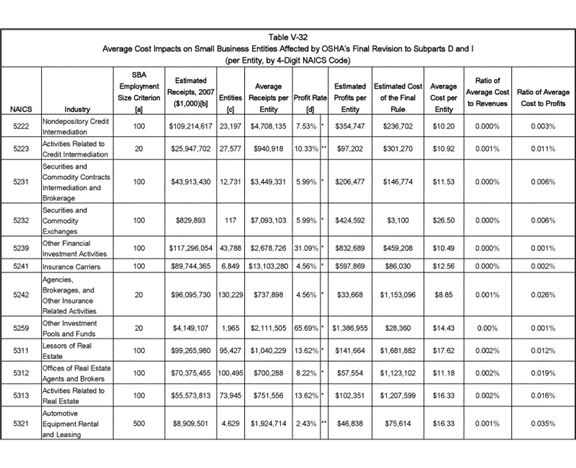 Table V-32
Average Cost Impacts on Small Business Entities Affected by OSHA's Final Revision to Subparts D and I
(per Entity, by 4-Digit NAICS Code)
NAICS Industry SBA Employment Size Criterion [a] Estimated Receipts, 2007 ($1,000)[b] Entities [c] Average Receipts per Entity Profit Rate [d] Estimated Profits per Entity Estimated Cost of the Final Rule Average Cost per Entity Ratio of Average Cost to Revenues Ratio of Average Cost to Profits
5222 Nondepository Credit Intermediation 100 $109,214,617 23,197 $4,708,135 7.53% * $354,747 $236,702 $10.20 0.000% 0.003%
5223 Activities Related to Credit Intermediation 20 $25,947,702 27,577 $940,918 10.33% ** $97,202 $301,270 $10.92 0.001% 0.011%
5231 Securities and Commodity Contracts Intermediation and Brokerage 100 $43,913,430 12,731 $3,449,331 5.99% * $206,477 $146,774 $11.53 0.000% 0.006%
5232 Securities and Commodity Exchanges 100 $829,893 117 $7,093,103 5.99% * $424,592 $3,100 $26.50 0.000% 0.006%
5239 Other Financial Investment Activities 100 $117,296,054 43,788 $2,678,726 31.09% * $832,689 $459,208 $10.49 0.000% 0.001%
5241 Insurance Carriers 100 $89,744,365 6,849 $13,103,280 4.56% * $597,869 $86,030 $12.56 0.000% 0.002%
5242 Agencies, Brokerages, and Other Insurance Related Activities 20 $96,095,730 130,229 $737,898 4.56% * $33,668 $1,153,096 $8.85 0.001% 0.026%
5259 Other Investment Pools and Funds 20 $4,149,107 1,965 $2,111,505 65.69% * $1,386,955 $28,360 $14.43 0.00% 0.001%
5311 Lessors of Real Estate 100 $99,265,980 95,427 $1,040,229 13.62% * $141,664 $1,681,882 $17.62 0.002% 0.012%
5312 Offices of Real Estate Agents and Brokers 100 $70,375,455 100,495 $700,288 8.22% * $57,554 $1,123,102 $11.18 0.002% 0.019%
5313 Activities Related to Real Estate 100 $55,573,813 73,945 $751,556 13.62% * $102,351 $1,207,599 $16.33 0.002% 0.016%
5321 Automotive Equipment Rental and Leasing 500 $8,909,501 4,629 $1,924,714 2.43% ** $46,838 $75,614 $16.33 0.001% 0.035%